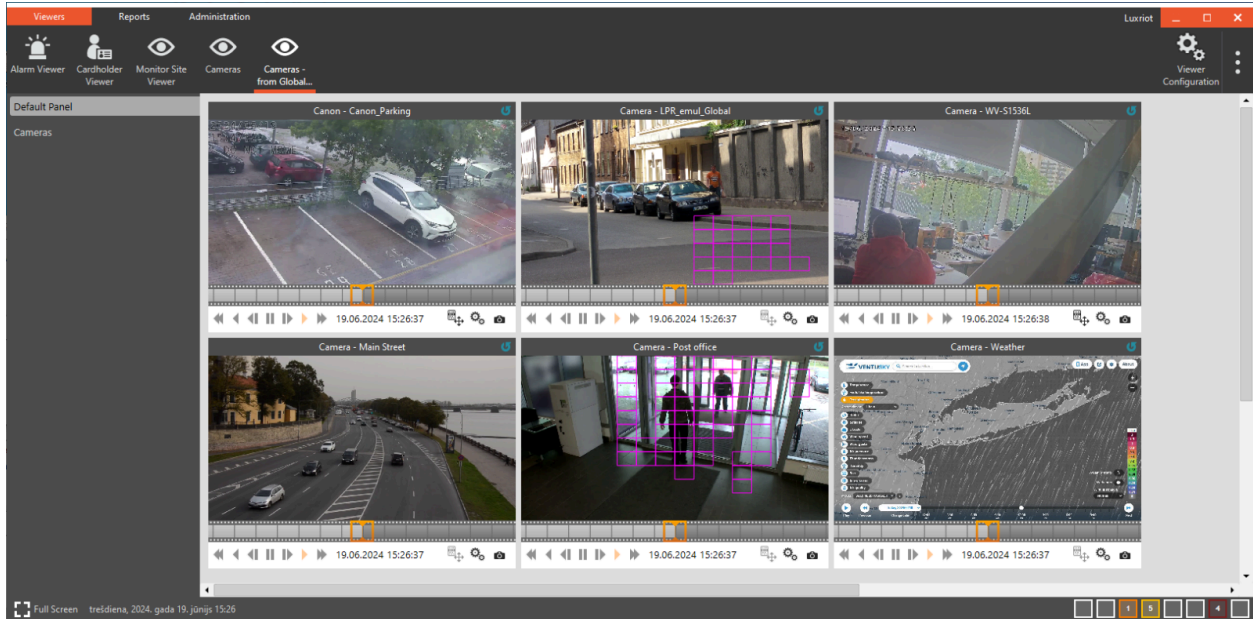 Viewers Reports Administration Luxriot
Alarm Viewer
Cardholder Viewer
Monitor Site Viewer
Cameras
Cameras - from Global...
Viewer Configuration
Default Panel
Cameras
Canon - Canon_Parking
Camera - LPR_emul_Global
Camera - WV-S1536L
19.06.2024 15:26:37
19.06.2024 15:26:37
19.06.2024 15:26:38
Camera - Main Street
Camera - Post office
Camera - Weather
VENTUSKY
19.06.2024 15:26:37
19.06.2024 15:26:37
19.06.2024 15:26:37
Full Screen trešdiena, 2024. gada 19. jūnijs 15:26
1 5 4